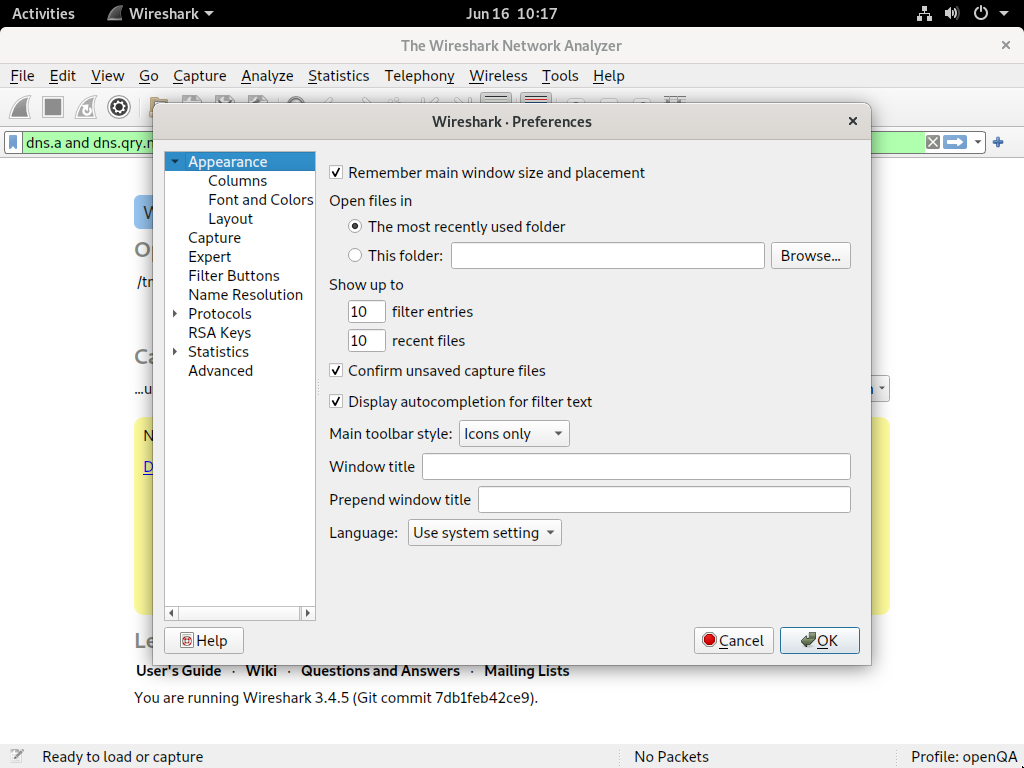 Activities Wireshark Jun 16 10:17
The Wireshark Network Analyzer
File Edit View Go Capture Analyze Statistics Telephony Wireless Tools Help
Wireshark · Preferences
dns.a and
Appearance
Columns
Font and Colors
Layout
Capture
Expert
Filter Buttons
Name Resolution
Protocols
RSA Keys
Statistics
Advanced
Remember main window size and placement
Open files in
The most recently used folder
This folder: Browse...
Show up to
10 filter entries
10 recent files
Confirm unsaved capture files
Display autocompletion for filter text
Main toolbar style: Icons only
Window title
Prepend window title
Language: Use system setting
Help Cancel OK
User's Guide · Wiki · Questions and Answers · Mailing Lists
You are running Wireshark 3.4.5 (Git commit 7db1feb42ce9).
Ready to load or capture No Packets Profile: openQA